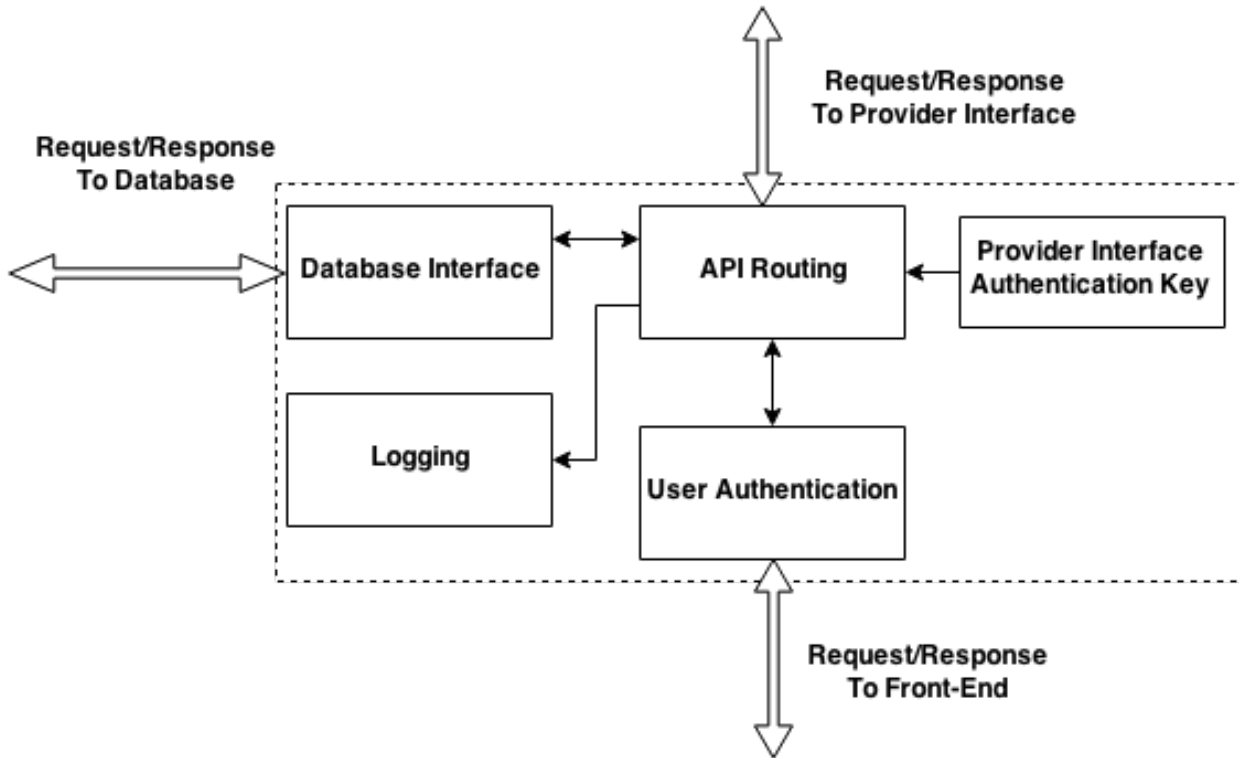 Request/Response
To Provider Interface
Request/Response
To Database
Database Interface
API Routing
Provider Interface
Authentication Key
Logging
User Authentication
Request/Response
To Front-End